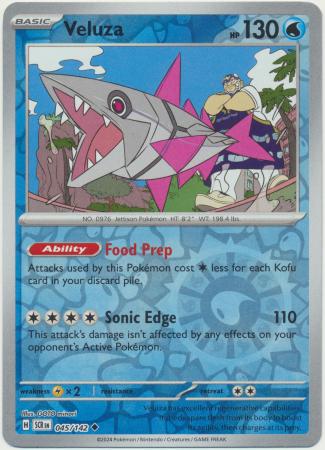 BASIC
Veluza
HP 130
NO. 0976 Jettison Pokémon HT: 8'2" WT: 198.4 lbs.
Ability Food Prep
Attacks used by this Pokémon cost less for each Kofu
card in your discard pile.
Sonic Edge 110
This attack's damage isn't affected by any effects on your
opponent's Active Pokémon.
weakness ×2 resistance retreat
Illus. GOTO minori
H SCR EN 045/142
Veluza has excellent regenerative capabilities.
©2024 Pokémon / Nintendo / Creatures / GAME FREAK